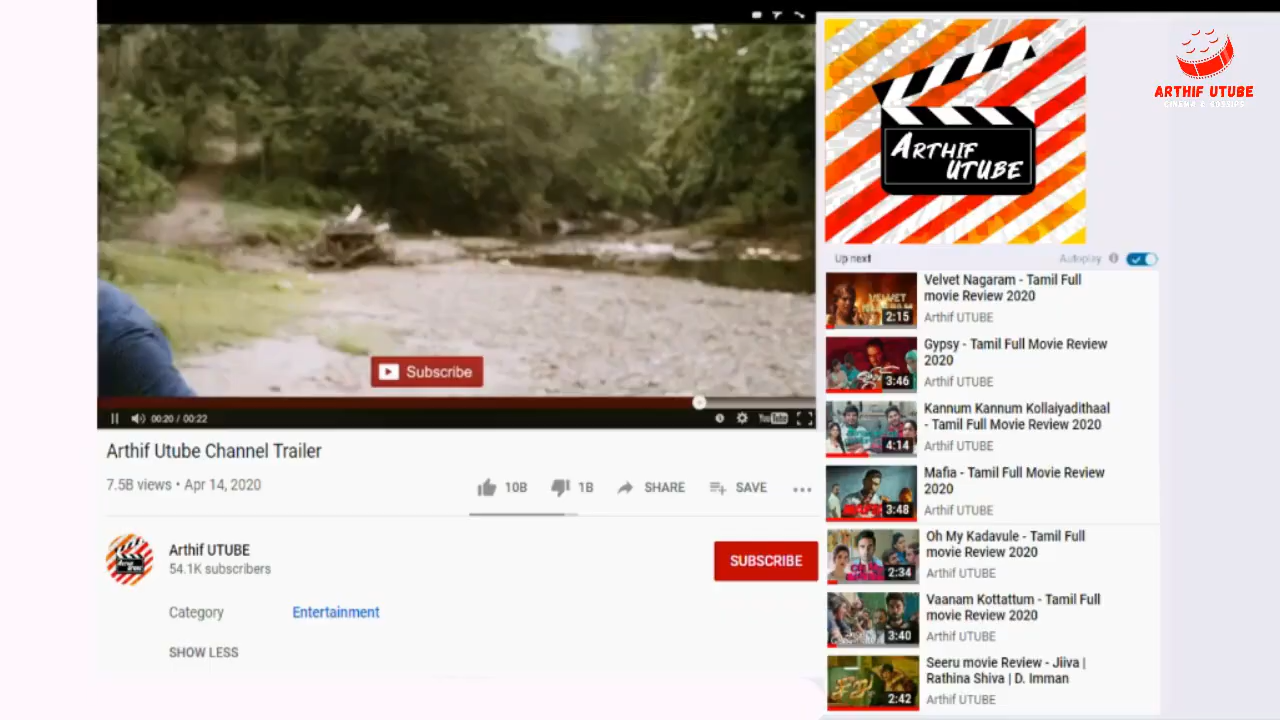 ARTHIF UTUBE
CINEMA & GOSSIPS
ARTHIF
UTUBE
Subscribe
00:20 / 00:22
YouTube
Arthif Utube Channel Trailer
7.5B views • Apr 14, 2020
10B
1B
SHARE
SAVE
Arthif UTUBE
54.1K subscribers
SUBSCRIBE
Category
Entertainment
SHOW LESS
Up next
Autoplay
VELVET
2:15
Velvet Nagaram - Tamil Full
movie Review 2020
Arthif UTUBE
3:46
Gypsy - Tamil Full Movie Review
2020
Arthif UTUBE
4:14
Kannum Kannum Kollaiyadithaal
- Tamil Full Movie Review 2020
Arthif UTUBE
3:48
Mafia - Tamil Full Movie Review
2020
Arthif UTUBE
2:34
Oh My Kadavule - Tamil Full
movie Review 2020
Arthif UTUBE
3:40
Vaanam Kottattum - Tamil Full
movie Review 2020
Arthif UTUBE
2:42
Seeru movie Review - Jiiva |
Rathina Shiva | D. Imman
Arthif UTUBE